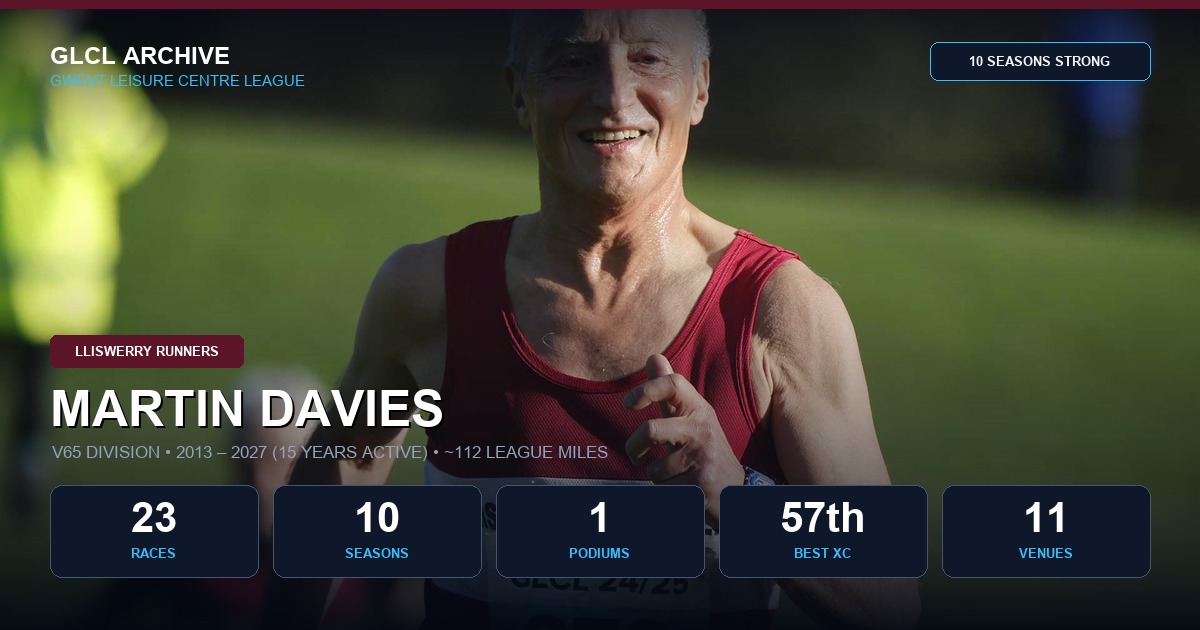 GLCL ARCHIVE
GWENT LEISURE CENTRE LEAGUE
10 SEASONS STRONG
LLISWERRY RUNNERS
MARTIN DAVIES
V65 DIVISION • 2013 – 2027 (15 YEARS ACTIVE) • ~112 LEAGUE MILES
23
RACES
10
SEASONS
1
PODIUMS
57th
BEST XC
11
VENUES
GLCL 24/25